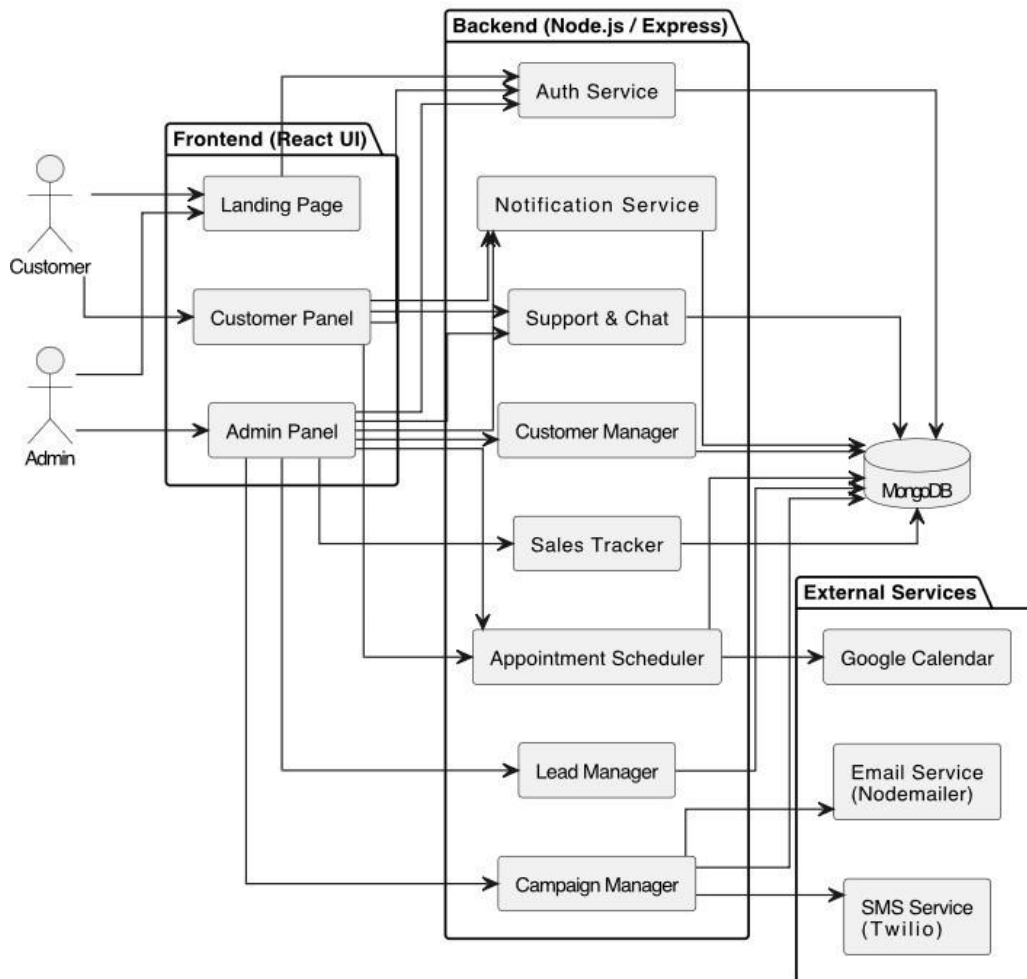 Backend (Node.js / Express)
Auth Service
Frontend (React UI)
Landing Page
Notification Service
Customer
Customer Panel
Support & Chat
Admin Panel
Customer Manager
Admin
MongoDB
Sales Tracker
External Services
Appointment Scheduler
Google Calendar
Lead Manager
Email Service
(Nodemailer)
Campaign Manager
SMS Service
(Twilio)